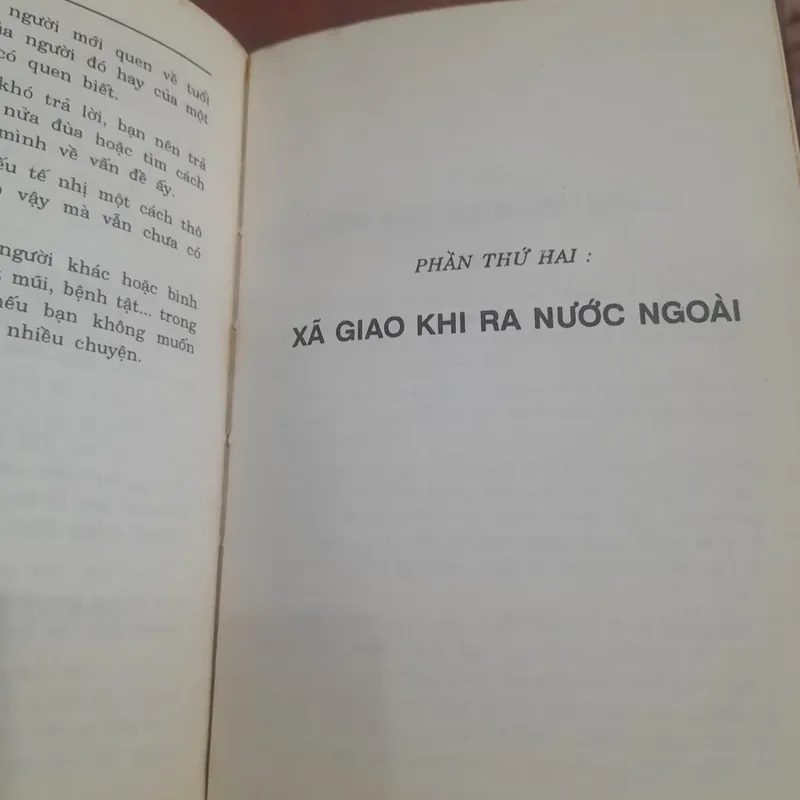 người mới quen về tuổi
người đó hay của một
có quen biết.
khó trả lời, bạn nên trả
nửa đùa hoặc tìm cách
mình về vấn đề ấy.
tế nhị một cách thô
vậy mà vẫn chưa có
người khác hoặc bình
mũi, bệnh tật... trong
nếu bạn không muốn
nhiều chuyện.
PHẦN THỨ HAI :
XÃ GIAO KHI RA NƯỚC NGOÀI